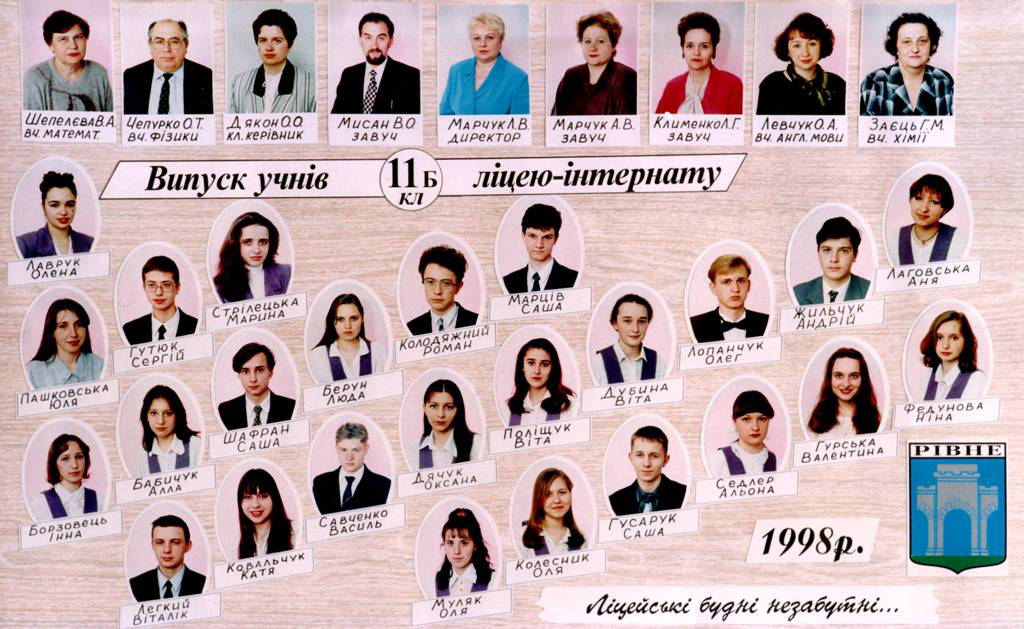 ШЕПЕЛЄВА В.А.
ВЧ. МАТЕМАТ.
ЧЕПУРКО О.Т.
ВЧ. ФІЗИКИ
ДЯКОН О.О.
КЛ. КЕРІВНИК
МИСАН В.О.
ЗАВУЧ
МАРЧУК Л.В.
ДИРЕКТОР
МАРЧУК А.В.
ЗАВУЧ
КЛИМЕНКО Л.Г.
ЗАВУЧ
ЛЕВЧУК О.А.
ВЧ. АНГЛ. МОВИ
ЗАЄЦЬ Г.М.
ВЧ. ХІМІЇ
Випуск учнів 11 Б кл ліцею-інтернату
ЛАВРУК
ОЛЕНА
СТРІЛЕЦЬКА
МАРИНА
МАРЦІВ
САША
ЛАГОВСЬКА
АНЯ
ГУТЮК
СЕРГІЙ
КОЛОДЯЖНИЙ
РОМАН
ЛОПАНЧУК
ОЛЕГ
ЖИЛЬЧУК
АНДРІЙ
ПАШКОВСЬКА
ЮЛЯ
БЕРУН
ЛЮДА
ДУБИНА
ВІТА
ФЕДУНОВА
НІНА
ШАФРАН
САША
ПОЛІЩУК
ВІТА
ГУРСЬКА
ВАЛЕНТИНА
БАБИЧУК
АЛЛА
ДЯЧУК
ОКСАНА
СЕДЛЕР
АЛЬОНА
БОРЗОВЕЦЬ
ІННА
САВЧЕНКО
ВАСИЛЬ
ГУСАРУК
САША
КОВАЛЬЧУК
КАТЯ
КОЛЕСНИК
ОЛЯ
ЛЕГКИЙ
ВІТАЛІК
МУЛЯК
ОЛЯ
РІВНЕ
1998р.
Ліцейські будні незабутні...